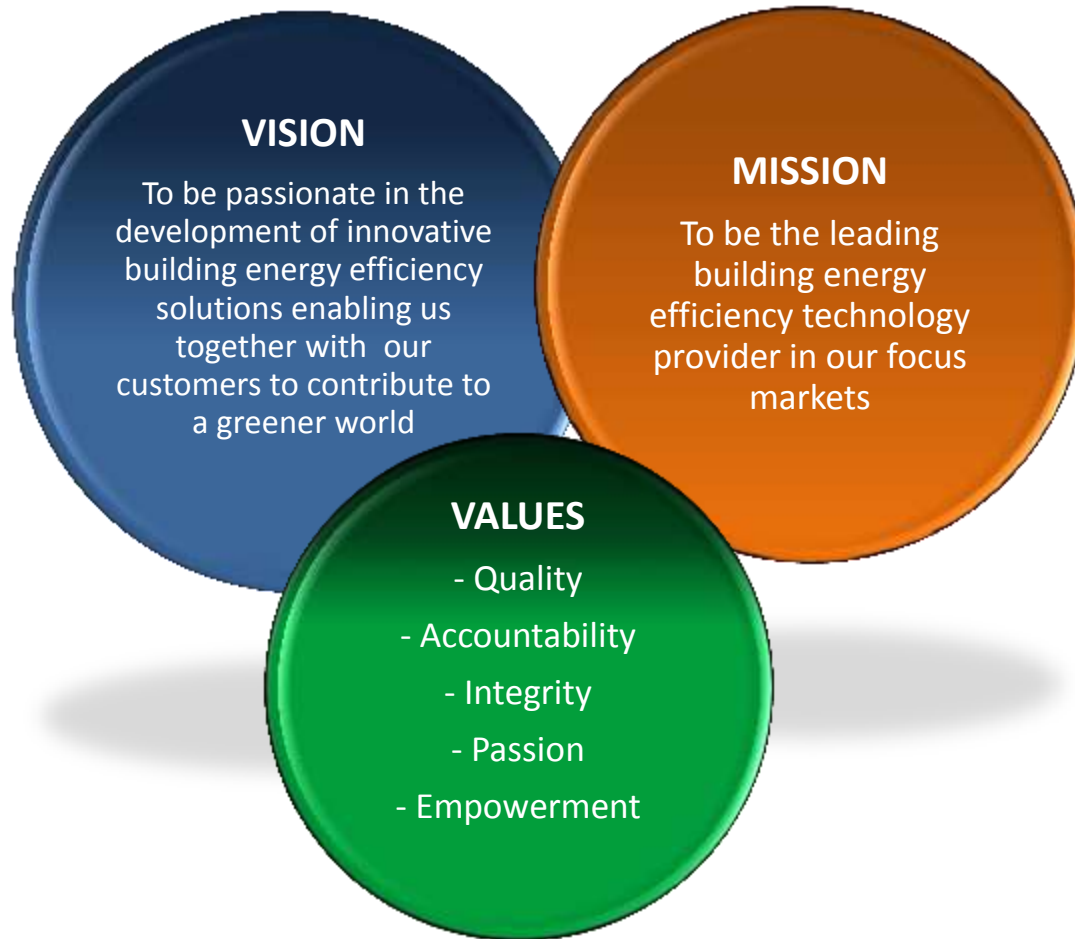 VISION
To be passionate in the
development of innovative
building energy efficiency
solutions enabling us
together with  our
customers to contribute to
a greener world
MISSION
To be the leading
building energy
efficiency technology
provider in our focus
markets
VALUES
- Quality
- Accountability
- Integrity
- Passion
- Empowerment